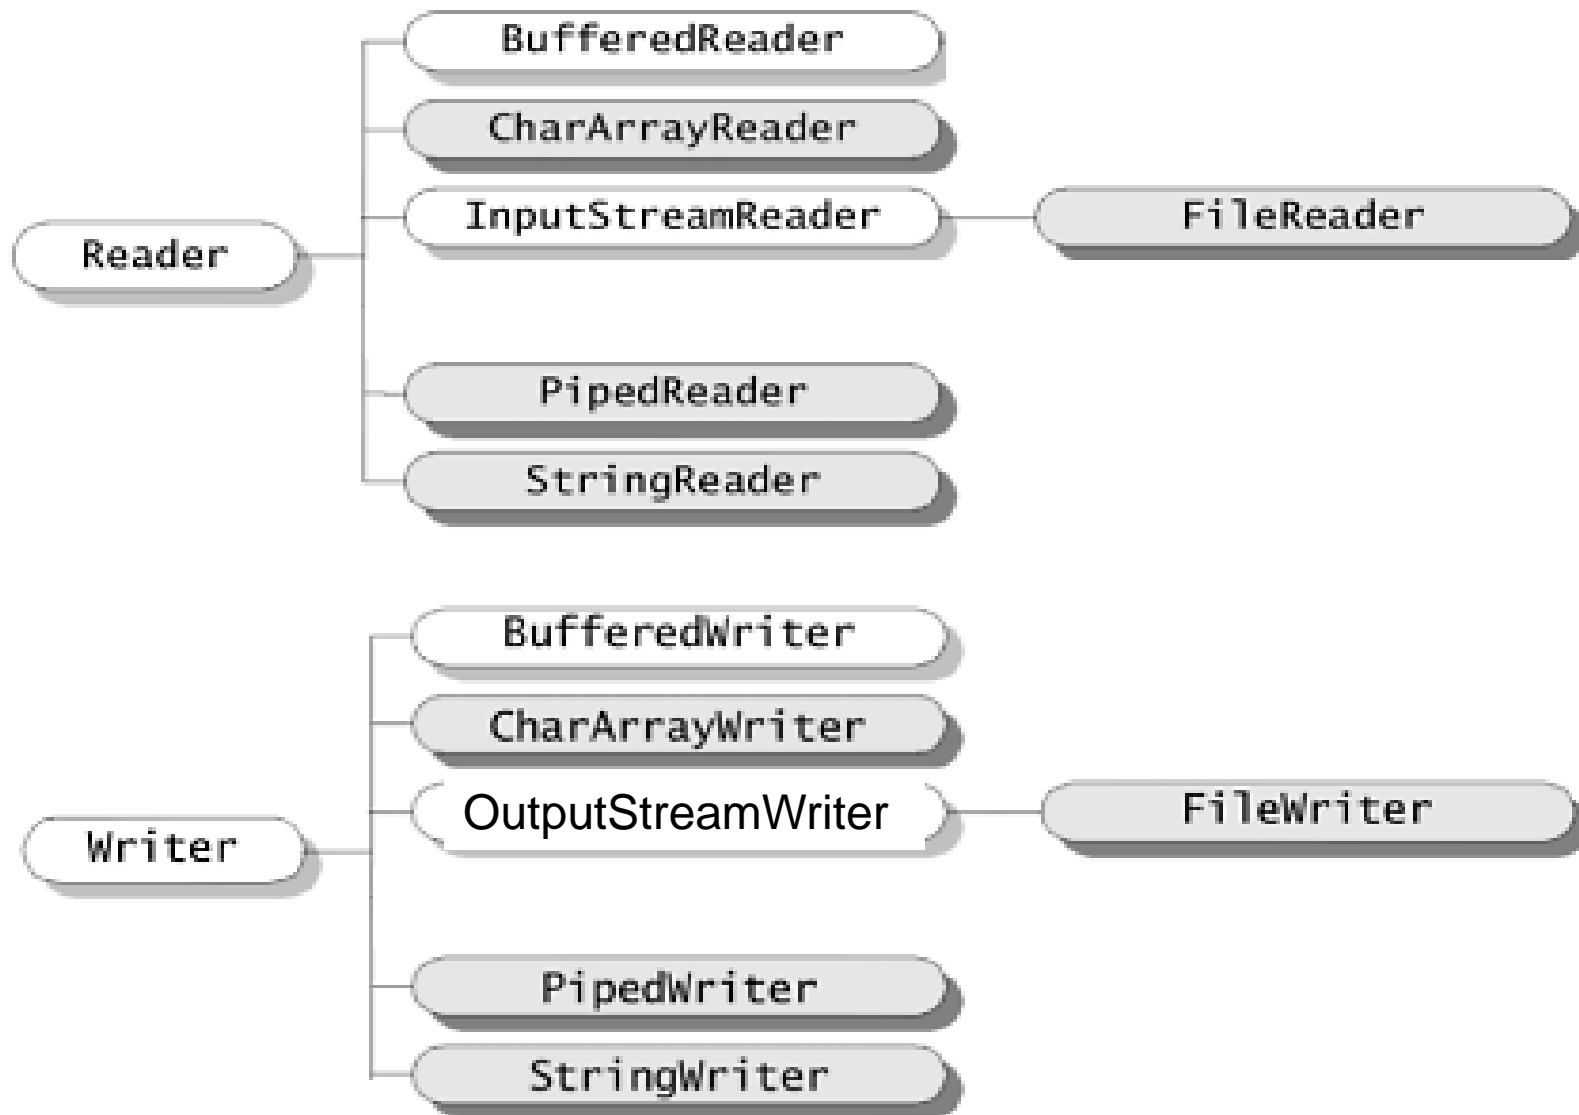 BufferedReader
CharArrayReader
InputStreamReader
FileReader
Reader
PipedReader
StringReader
BufferedWriter
CharArrayWriter
OutputStreamWriter
FileWriter
Writer
PipedWriter
StringWriter